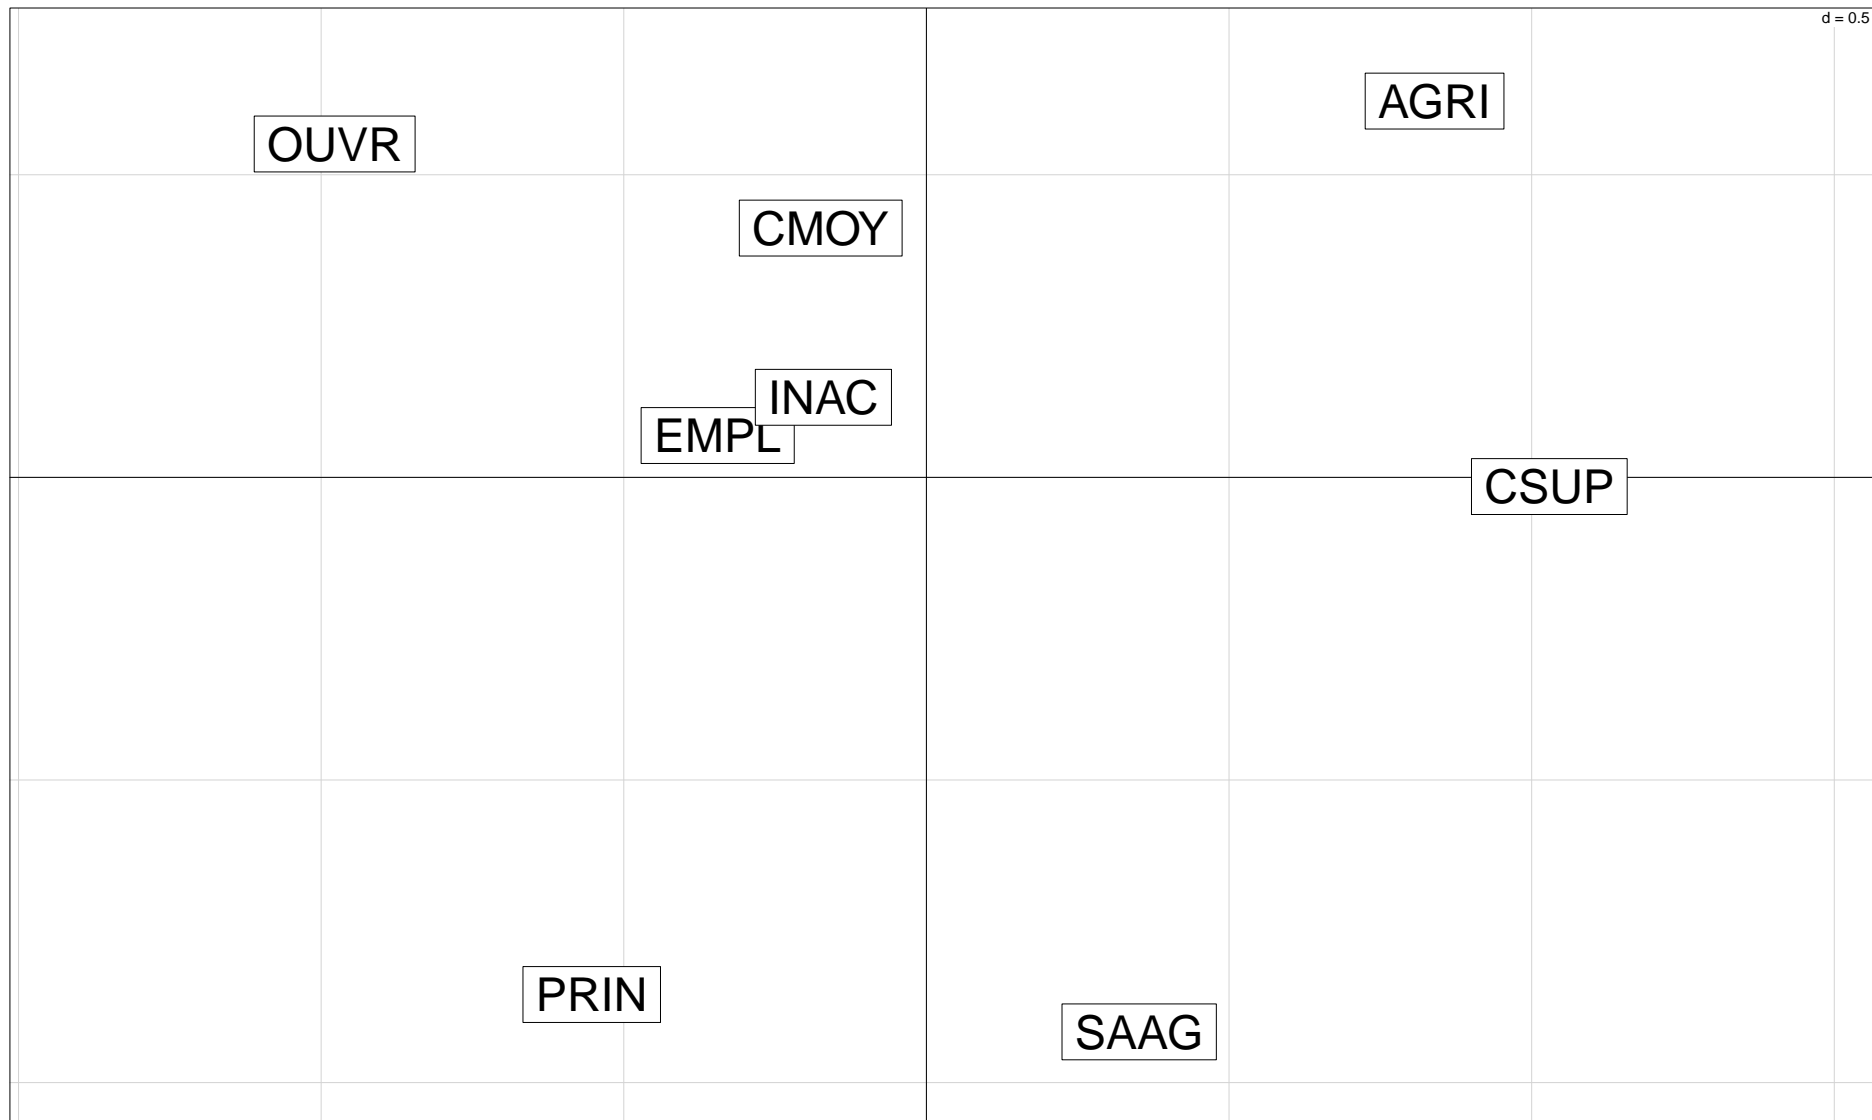 d = 0.5
AGRI
OUVR
CMOY
INAC
EMPL
CSUP
PRIN
SAAG